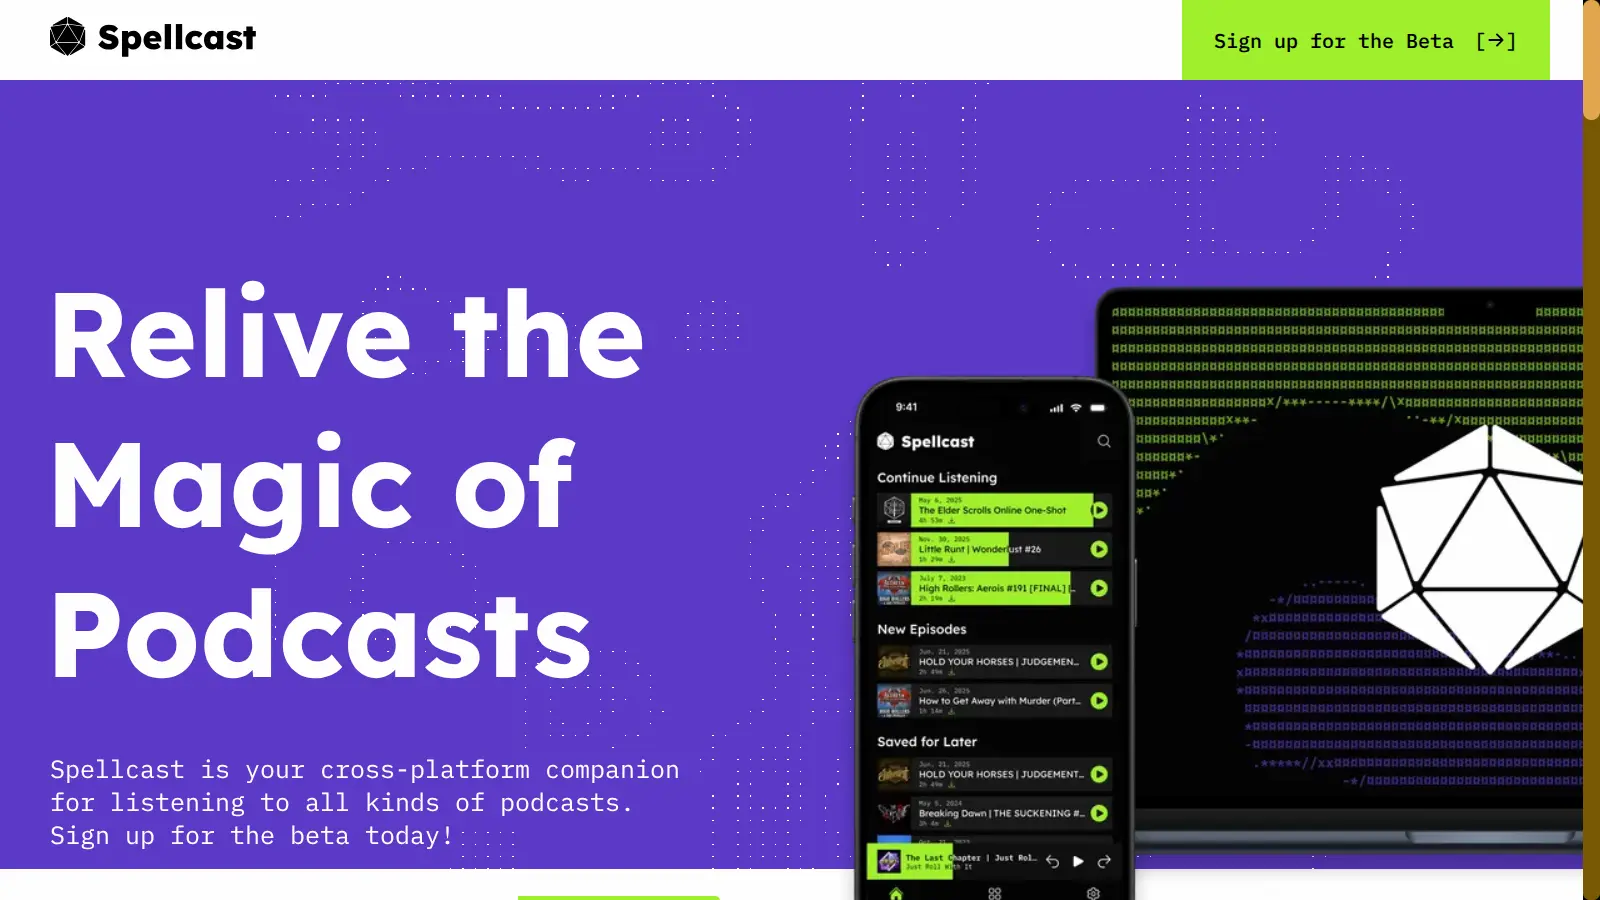 Spellcast
Sign up for the Beta [→]
Relive the
Magic of
Podcasts
Spellcast is your cross-platform companion
for listening to all kinds of podcasts.
Sign up for the beta today!
9:41
Spellcast
Continue Listening
May 6, 2025
The Elder Scrolls Online One-Shot
4h 53m
Nov. 30, 2025
Little Runt | Wonderlust #26
1h 29m
July 7, 2023
High Rollers: Aerois #191 [FINAL] [...
2h 19m
New Episodes
Jun. 21, 2025
HOLD YOUR HORSES | JUDGEMEN...
2h 49m
Jun. 26, 2025
How to Get Away with Murder (Part...
1h 14m
Saved for Later
Jun. 21, 2025
HOLD YOUR HORSES | JUDGEMENT...
2h 49m
May 5, 2024
Breaking Down | THE SUCKENING #...
3h 4m
The Last Chapter | Just Rol...
Just Roll With It